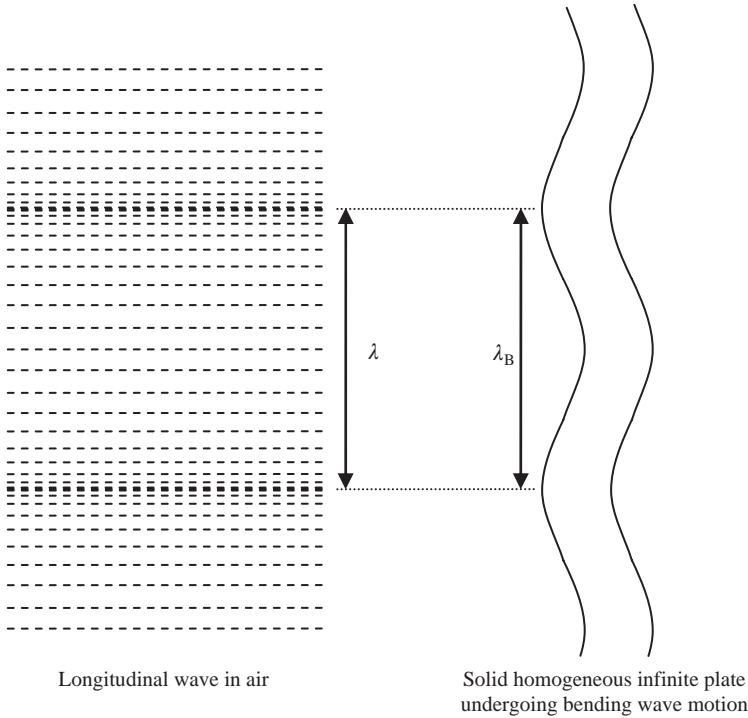 λ
λB
Longitudinal wave in air
Solid homogeneous infinite plate
undergoing bending wave motion